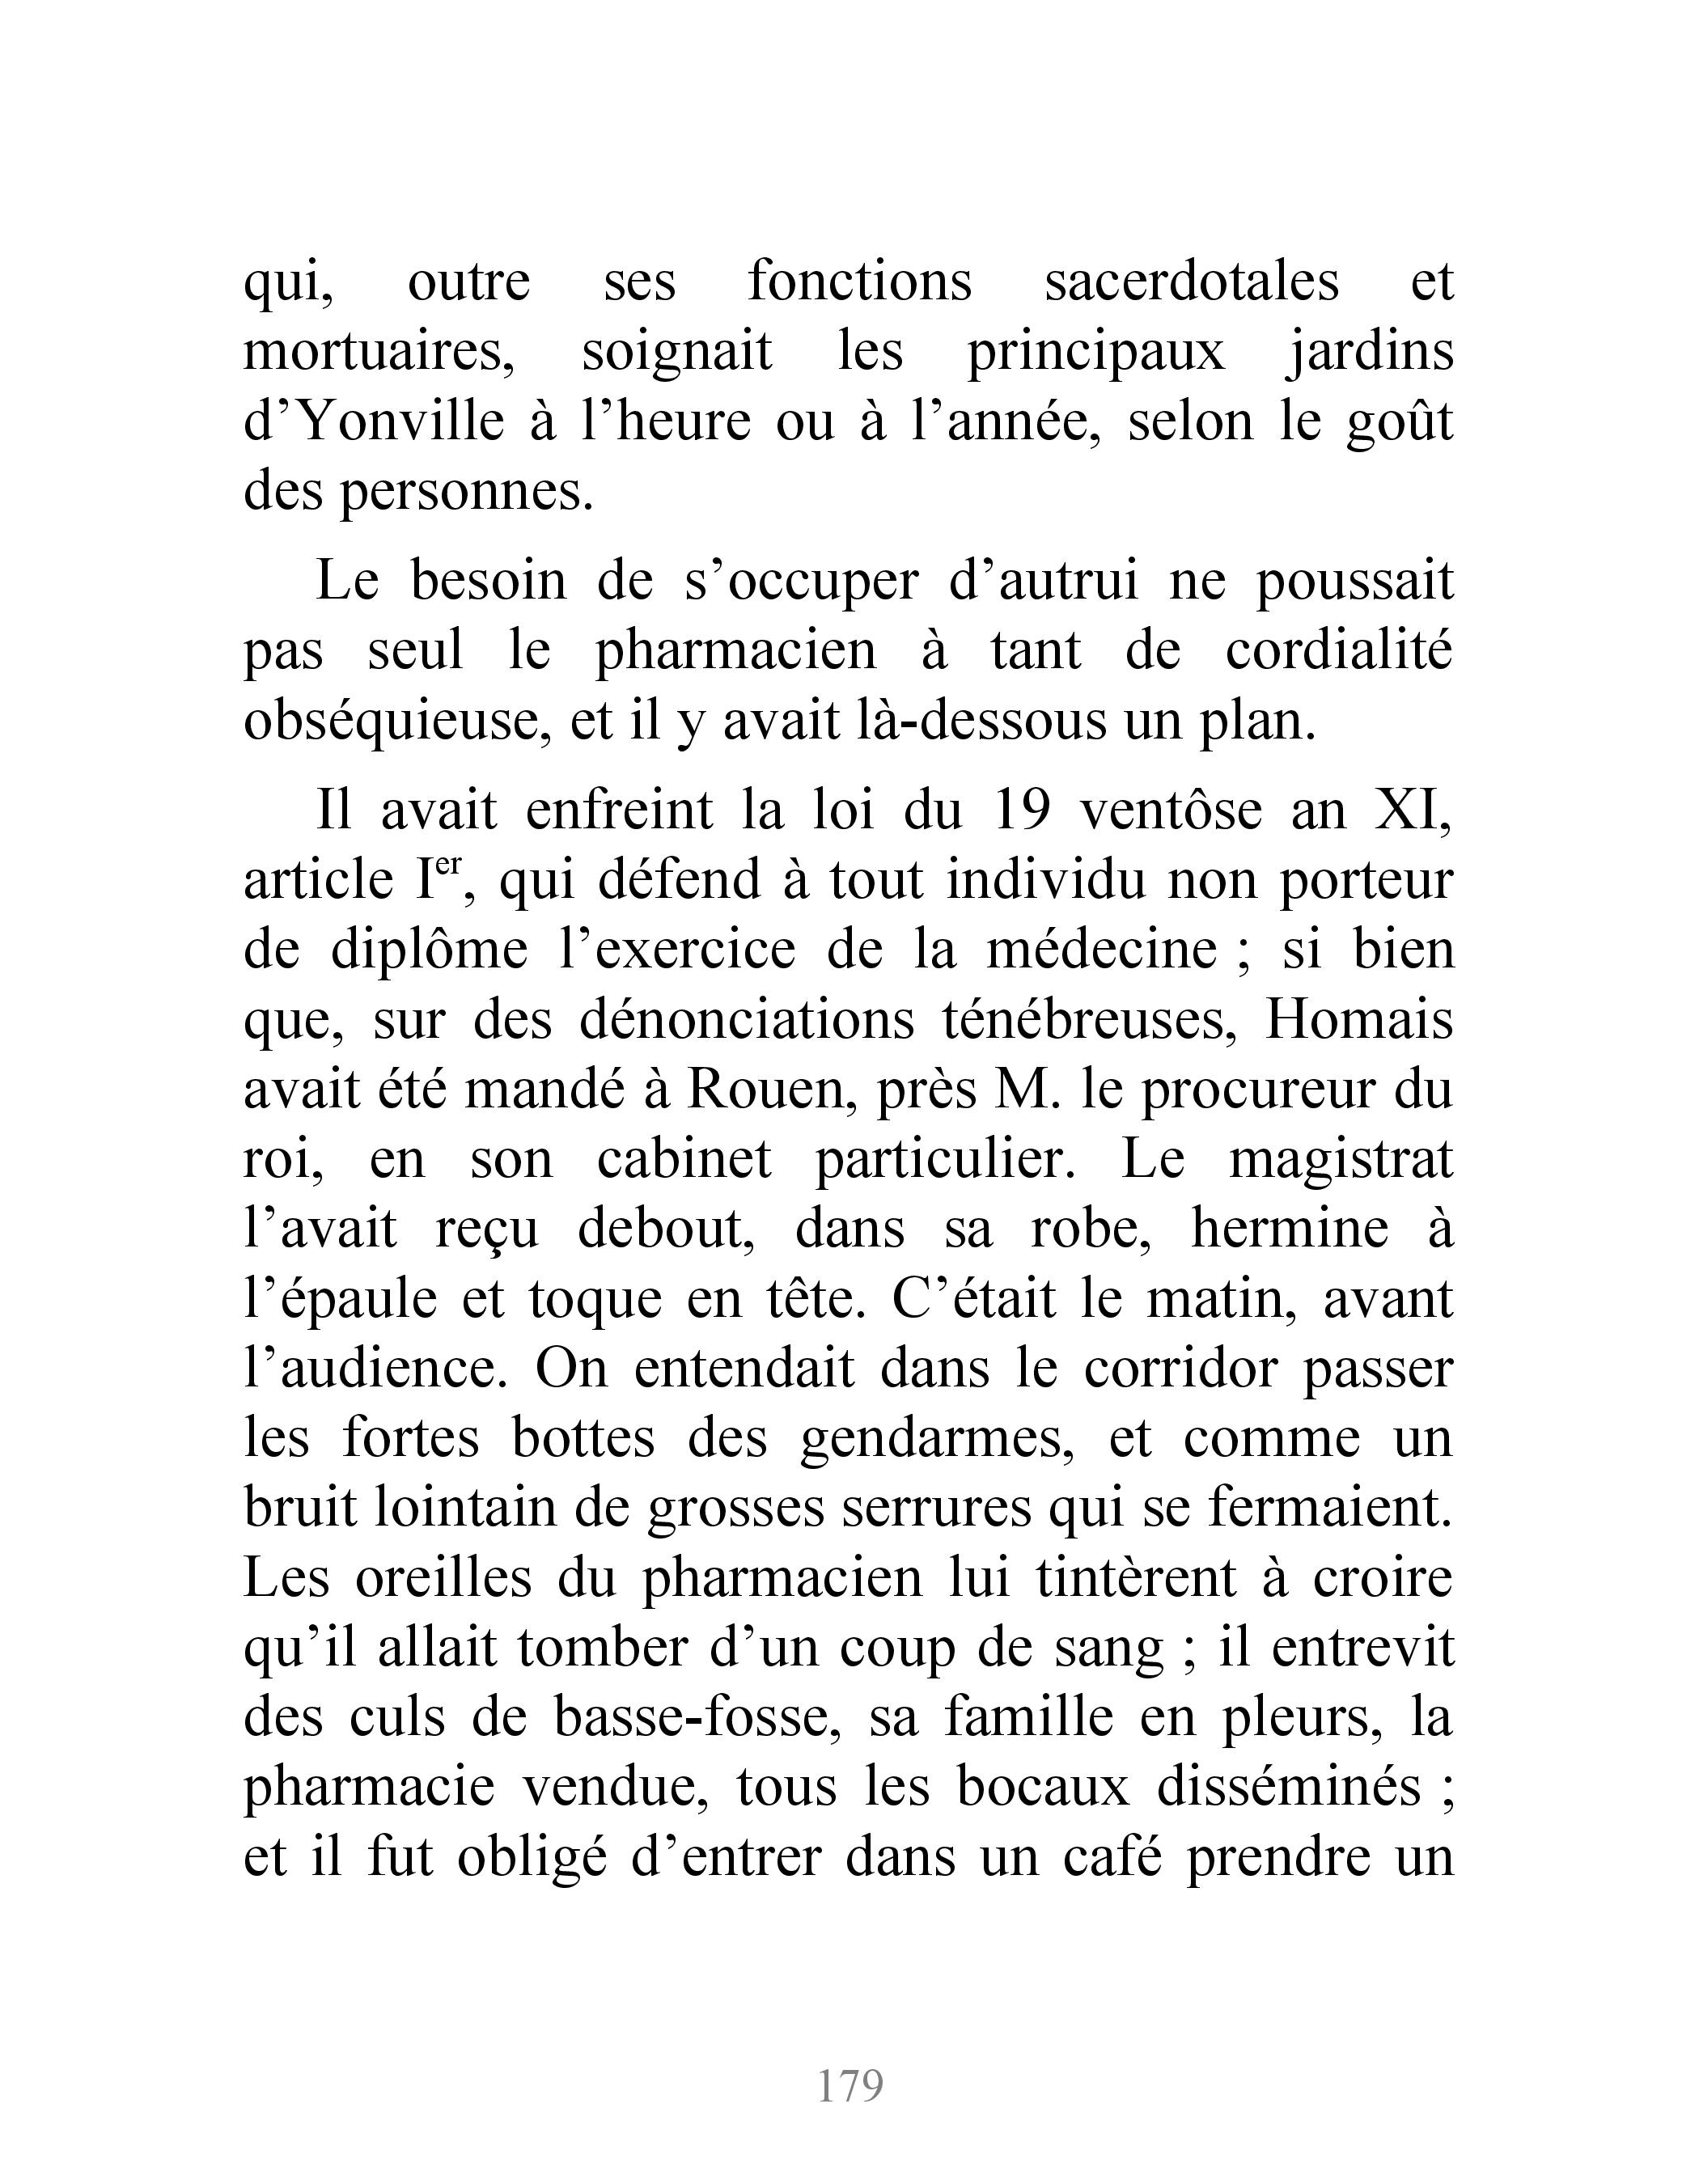 qui, outre ses fonctions sacerdotales et
mortuaires, soignait les principaux jardins
d’Yonville à l’heure ou à l’année, selon le goût
des personnes.
Le besoin de s’occuper d’autrui ne poussait
pas seul le pharmacien à tant de cordialité
obséquieuse, et il y avait là-dessous un plan.
Il avait enfreint la loi du 19 ventôse an XI,
article Ier, qui défend à tout individu non porteur
de diplôme l’exercice de la médecine ; si bien
que, sur des dénonciations ténébreuses, Homais
avait été mandé à Rouen, près M. le procureur du
roi, en son cabinet particulier. Le magistrat
l’avait reçu debout, dans sa robe, hermine à
l’épaule et toque en tête. C’était le matin, avant
l’audience. On entendait dans le corridor passer
les fortes bottes des gendarmes, et comme un
bruit lointain de grosses serrures qui se fermaient.
Les oreilles du pharmacien lui tintèrent à croire
qu’il allait tomber d’un coup de sang ; il entrevit
des culs de basse-fosse, sa famille en pleurs, la
pharmacie vendue, tous les bocaux disséminés ;
et il fut obligé d’entrer dans un café prendre un
179